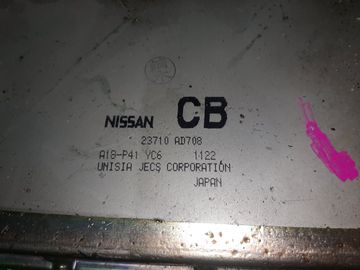 NISSAN CB
23710 AD708
A18-P41 YC6 1122
UNISIA JECS CORPORATION
JAPAN